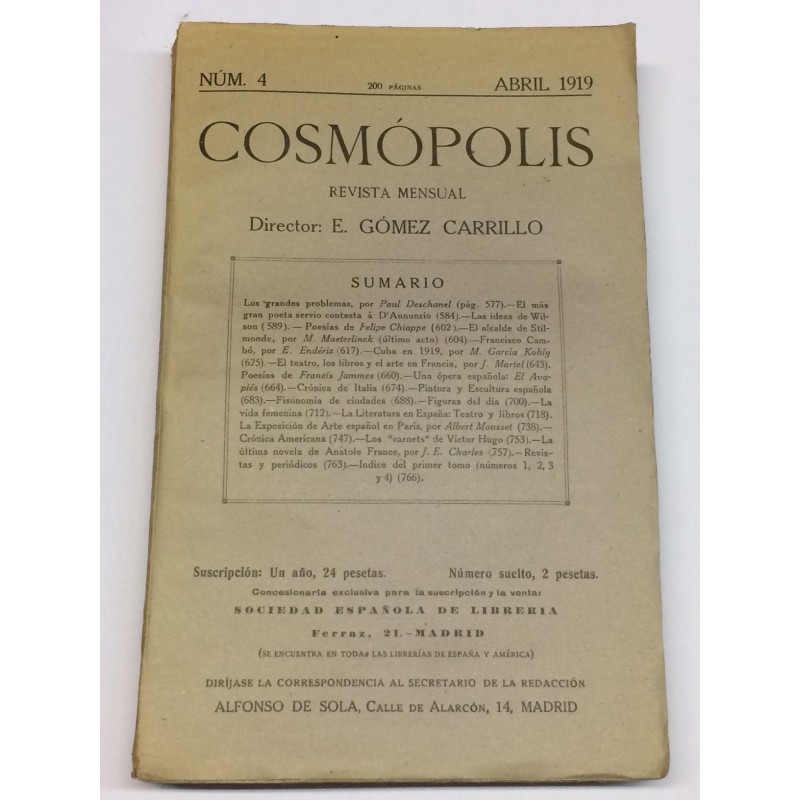 NÚM. 4 200 PÁGINAS ABRIL 1919
COSMÓPOLIS
REVISTA MENSUAL
Director: E. GÓMEZ CARRILLO
SUMARIO
Los grandes problemas, por Paul Deschanel (pág. 577).—El más
gran poeta servio contesta á D'Annunzio (584).—Las ideas de Wil-
son (589).—Poesías de Felipe Chiappe (602).—El alcalde de Stil-
monde, por M. Maeterlinck (último acto) (604).—Francisco Cam-
bó, por E. Endériz (617).—Cuba en 1919, por M. García Kohly
(625).—El teatro, los libros y el arte en Francia, por J. Martel (643).
Poesías de Francis Jammes (660).—Una ópera española: El Ava-
piés (664).—Crónica de Italia (674).—Pintura y Escultura española
(683).—Fisonomía de ciudades (688).—Figuras del día (700).—La
vida femenina (712).—La Literatura en España: Teatro y libros (718).
La Exposición de Arte español en París, por Albert Mousset (738).—
Crónica Americana (747).—Los "carnets" de Víctor Hugo (753).—La
última novela de Anatole France, por J. E. Charles (757).—Revis-
tas y periódicos (763).—Indice del primer tomo (números 1, 2, 3
y 4) (766).
Suscripción: Un año, 24 pesetas. Número suelto, 2 pesetas.
Concesionaria exclusiva para la suscripción y la venta:
SOCIEDAD ESPAÑOLA DE LIBRERIA
Ferraz, 21.-MADRID
(SE ENCUENTRA EN TODAS LAS LIBRERÍAS DE ESPAÑA Y AMÉRICA)
DIRÍJASE LA CORRESPONDENCIA AL SECRETARIO DE LA REDACCIÓN
ALFONSO DE SOLA, CALLE DE ALARCÓN, 14, MADRID